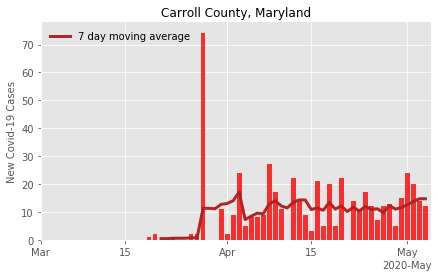 Carroll County, Maryland
7 day moving average
New Covid-19 Cases
70
60
50
40
30
20
10
0
Mar
15
Apr
15
May
2020-May